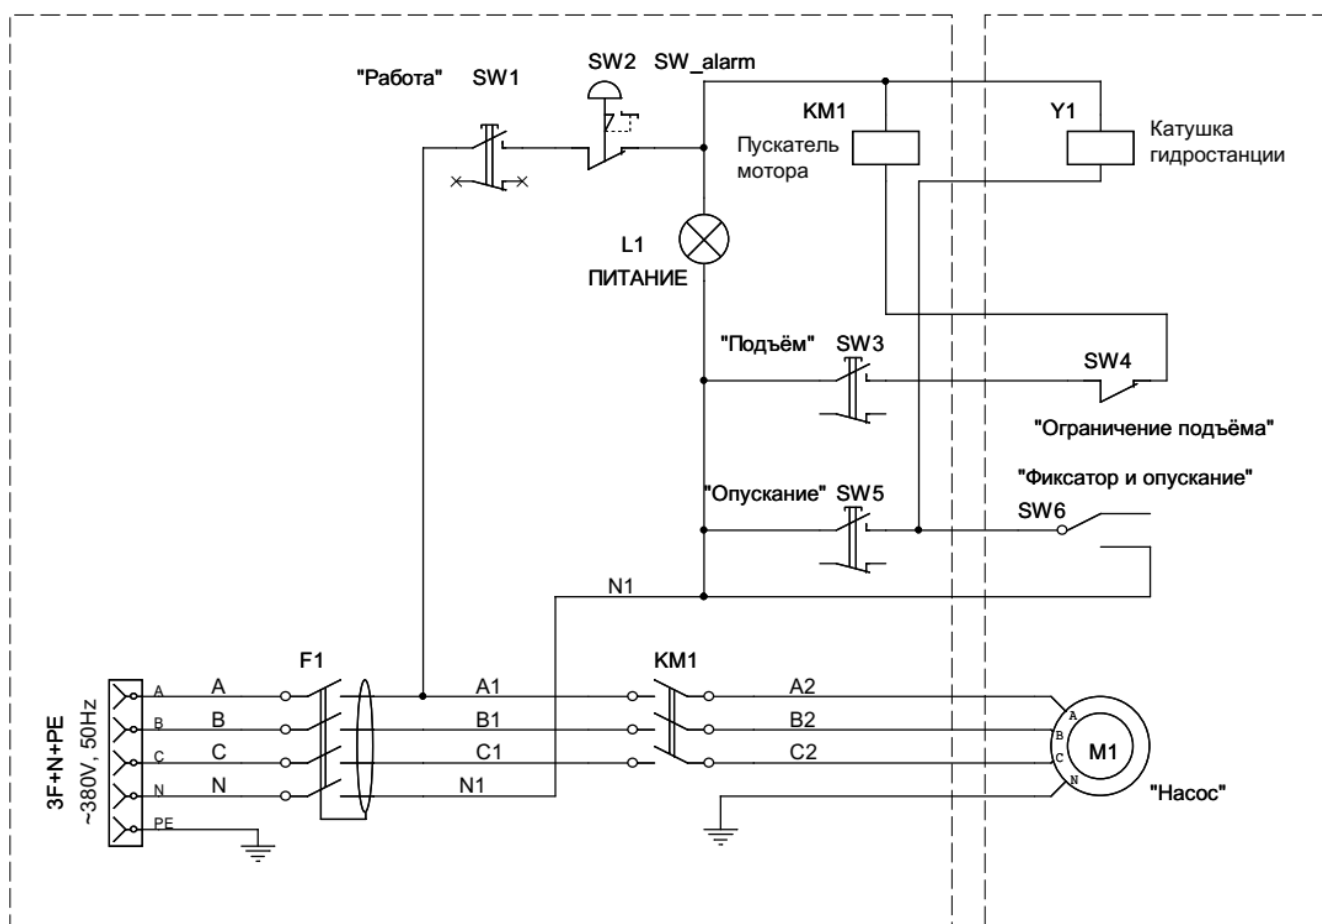 SW2 SW_alarm
"Работа" SW1
KM1
Y1
Пускатель
мотора
Катушка
гидростанции
L1
ПИТАНИЕ
"Подъём" SW3
SW4
"Ограничение подъёма"
"Опускание" SW5
"Фиксатор и опускание"
SW6
N1
F1
KM1
3F+N+PE
~380V, 50Hz
A A A1 A2 A
B B B1 B2 B
C C C1 C2 C
N N N1 N
PE
M1
"Насос"